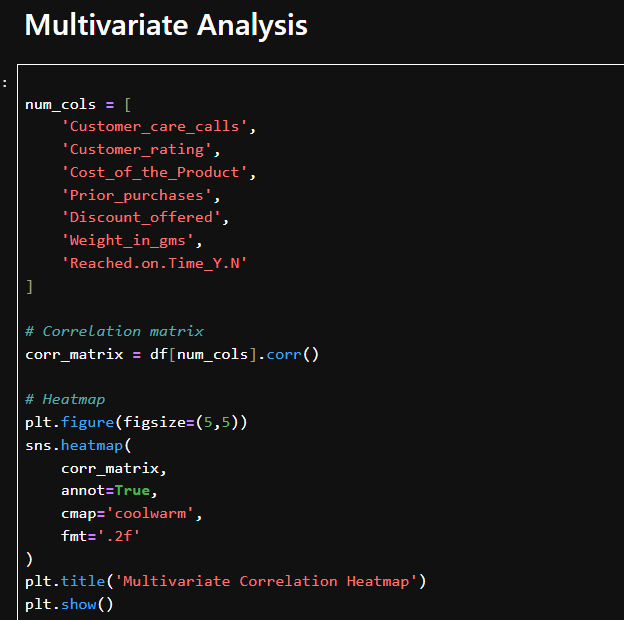 Multivariate Analysis
:
num_cols = [
    'Customer_care_calls',
    'Customer_rating',
    'Cost_of_the_Product',
    'Prior_purchases',
    'Discount_offered',
    'Weight_in_gms',
    'Reached.on.Time_Y.N'
]
# Correlation matrix
corr_matrix = df[num_cols].corr()
# Heatmap
plt.figure(figsize=(5,5))
sns.heatmap(
    corr_matrix,
    annot=True,
    cmap='coolwarm',
    fmt='.2f'
)
plt.title('Multivariate Correlation Heatmap')
plt.show()